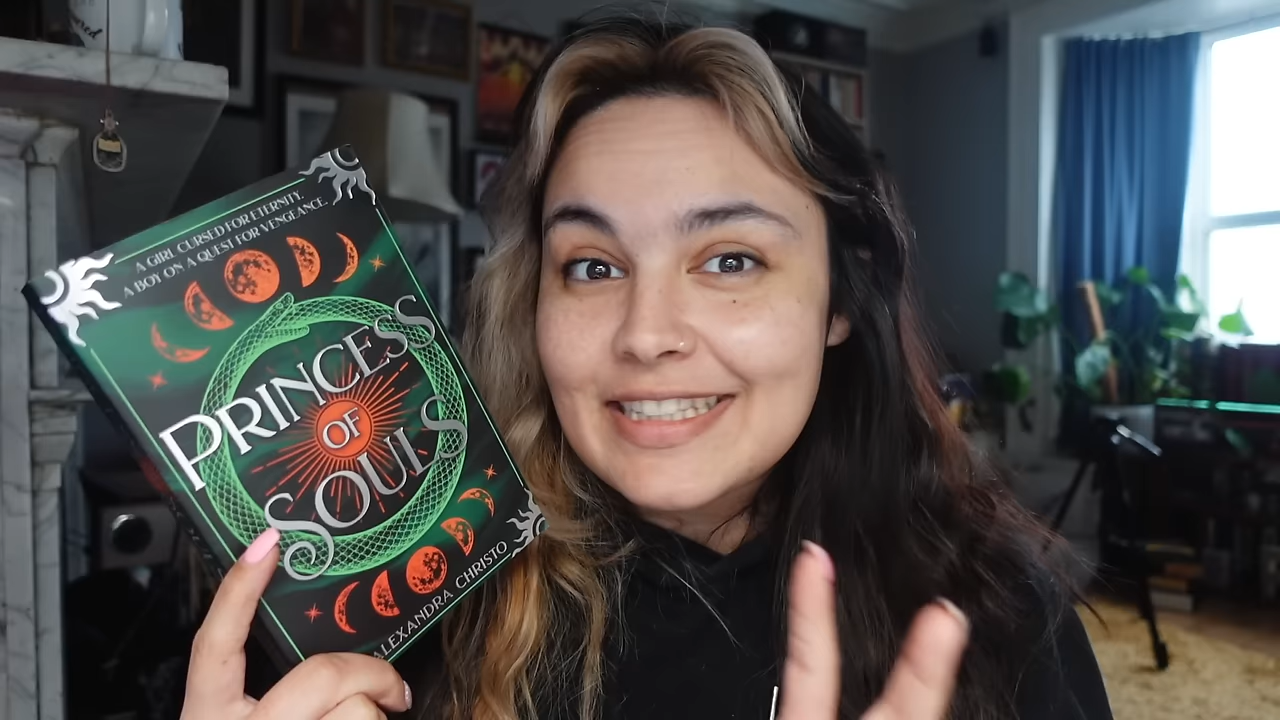 A GIRL CURSED FOR ETERNITY.
A BOY ON A QUEST FOR VENGEANCE.
PRINCESS
OF
SOULS
ALEXANDRA CHRISTO